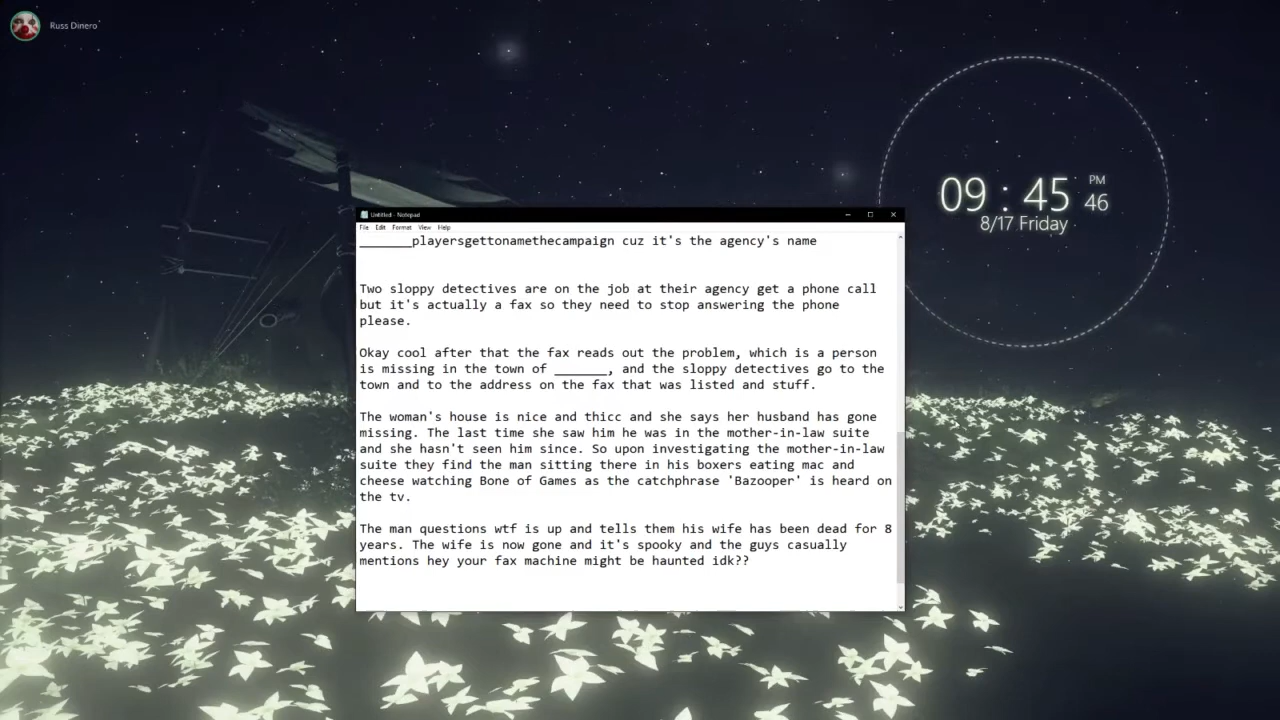 Russ Dinero
09 : 45 PM 46
8/17 Friday
Untitled - Notepad
File Edit Format View Help
_______playersgettonamethecampaign cuz it's the agency's name
Two sloppy detectives are on the job at their agency get a phone call
but it's actually a fax so they need to stop answering the phone
please.
Okay cool after that the fax reads out the problem, which is a person
is missing in the town of _______, and the sloppy detectives go to the
town and to the address on the fax that was listed and stuff.
The woman's house is nice and thicc and she says her husband has gone
missing. The last time she saw him he was in the mother-in-law suite
and she hasn't seen him since. So upon investigating the mother-in-law
suite they find the man sitting there in his boxers eating mac and
cheese watching Bone of Games as the catchphrase 'Bazooper' is heard on
the tv.
The man questions wtf is up and tells them his wife has been dead for 8
years. The wife is now gone and it's spooky and the guys casually
mentions hey your fax machine might be haunted idk??